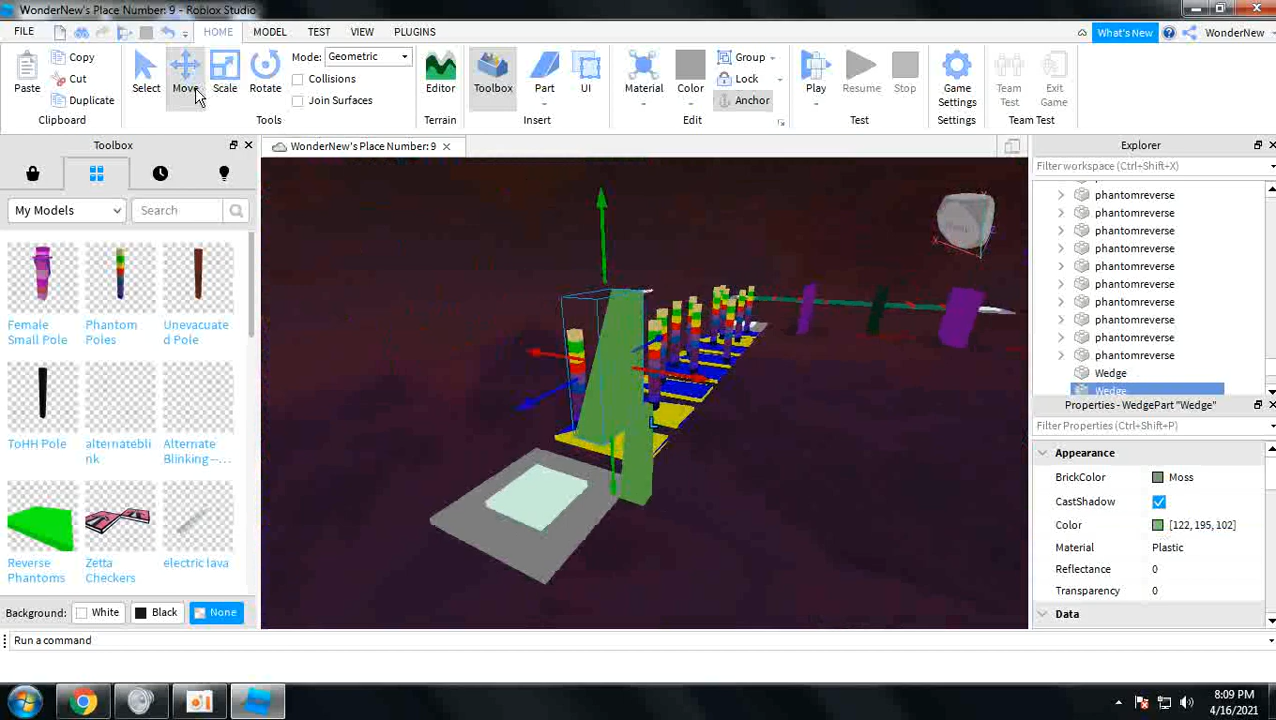 WonderNew's Place Number: 9 - Roblox Studio
FILE
HOME
MODEL
TEST
VIEW
PLUGINS
What's New
WonderNew
Paste
Copy
Cut
Duplicate
Clipboard
Select
Move
Scale
Rotate
Tools
Mode: Geometric
Collisions
Join Surfaces
Editor
Terrain
Toolbox
Part
UI
Insert
Material
Color
Group
Lock
Anchor
Edit
Play
Resume
Stop
Test
Game
Settings
Settings
Team
Test
Exit
Game
Team Test
Toolbox
My Models
Search
Female
Small Pole
Phantom
Poles
Unevacuate
d Pole
ToHH Pole
alternatebli
nk
Alternate
Blinking--...
Reverse
Phantoms
Zetta
Checkers
electric lava
Background: White Black None
WonderNew's Place Number: 9
Explorer
Filter workspace (Ctrl+Shift+X)
phantomreverse
phantomreverse
phantomreverse
phantomreverse
phantomreverse
phantomreverse
phantomreverse
phantomreverse
phantomreverse
phantomreverse
Wedge
Wedge
Properties - WedgePart "Wedge"
Filter Properties (Ctrl+Shift+P)
Appearance
BrickColor Moss
CastShadow
Color [122, 195, 102]
Material Plastic
Reflectance 0
Transparency 0
Data
Run a command
8:09 PM
4/16/2021